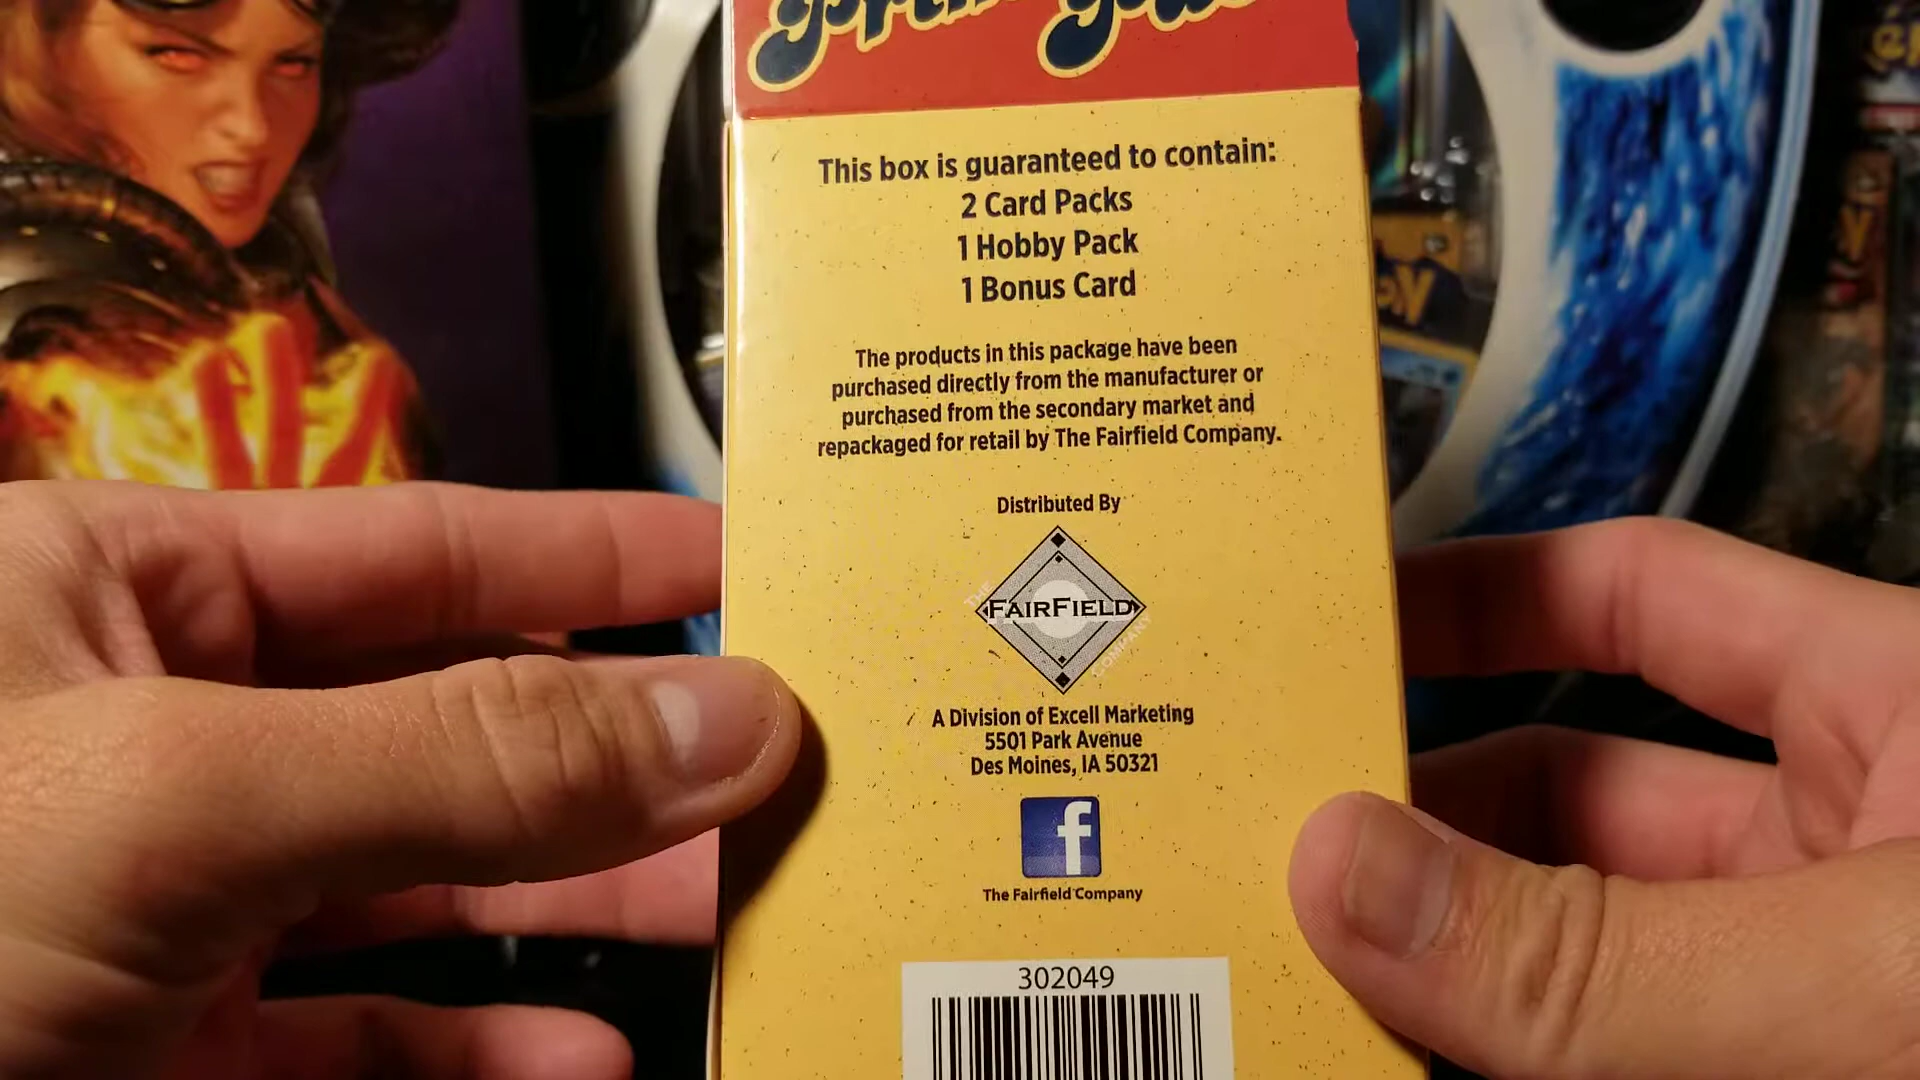 This box is guaranteed to contain:
2 Card Packs
1 Hobby Pack
1 Bonus Card
The products in this package have been
purchased directly from the manufacturer or
purchased from the secondary market and
repackaged for retail by The Fairfield Company.
Distributed By
THE
FAIRFIELD
COMPANY
A Division of Excell Marketing
5501 Park Avenue
Des Moines, IA 50321
f
The Fairfield Company
302049